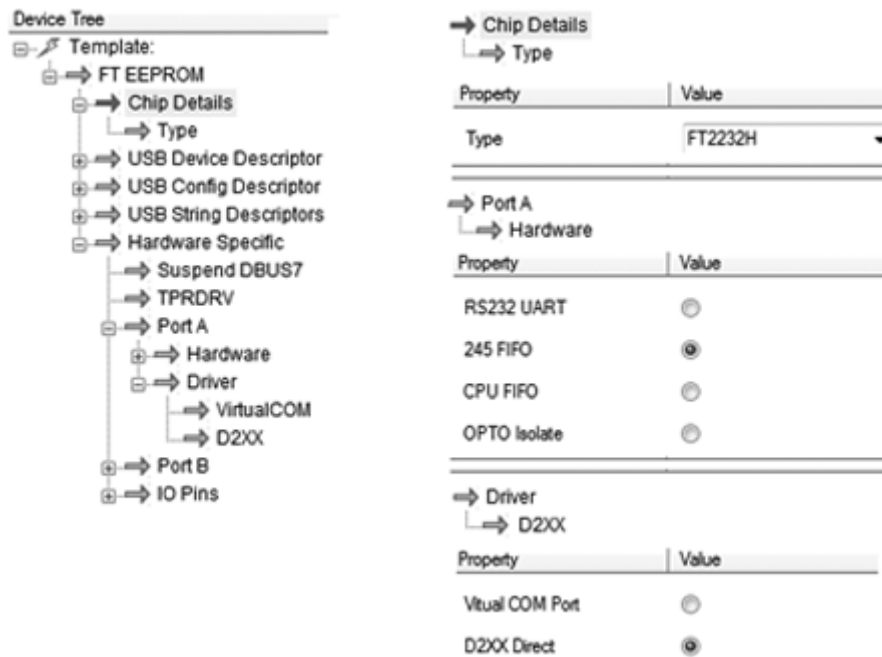 Device Tree
Template:
FT EEPROM
Chip Details
Type
USB Device Descriptor
USB Config Descriptor
USB String Descriptors
Hardware Specific
Suspend DBUS7
TPRDRV
Port A
Hardware
Driver
VirtualCOM
D2XX
Port B
IO Pins
Chip Details
Type
Property Value
Type FT2232H
Port A
Hardware
Property Value
RS232 UART
245 FIFO
CPU FIFO
OPTO Isolate
Driver
D2XX
Property Value
Vitual COM Port
D2XX Direct